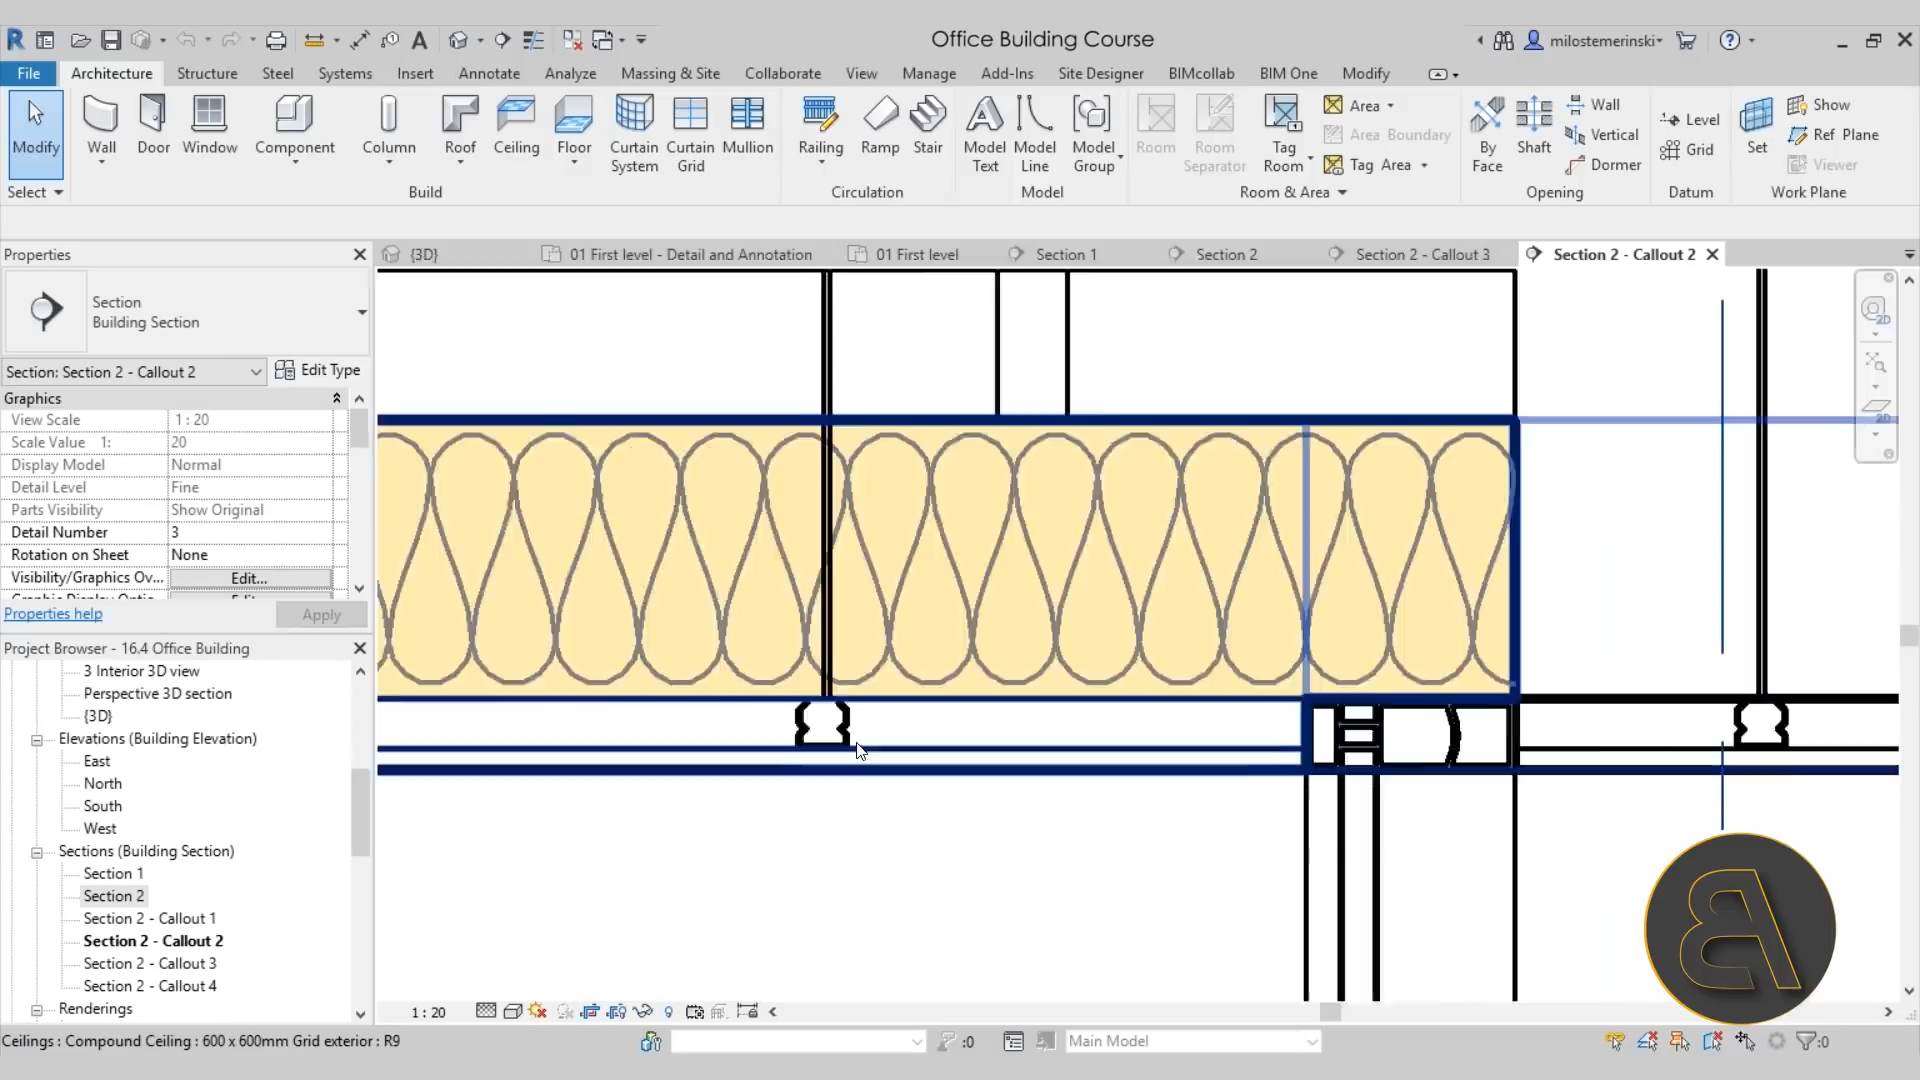 Office Building Course
milostemerinski
File Architecture Structure Steel Systems Insert Annotate Analyze Massing & Site Collaborate View Manage Add-Ins Site Designer BIMcollab BIM One Modify
Modify Wall Door Window Component Column Roof Ceiling Floor Curtain System Curtain Grid Mullion Railing Ramp Stair Model Text Model Line Model Group Room Room Separator Tag Room Area Area Boundary Tag Area By Face Shaft Wall Vertical Dormer Level Grid Set Show Ref Plane Viewer
Select Build Circulation Model Room & Area Opening Datum Work Plane
Properties
{3D} 01 First level - Detail and Annotation 01 First level Section 1 Section 2 Section 2 - Callout 3 Section 2 - Callout 2
Section
Building Section
Section: Section 2 - Callout 2 Edit Type
Graphics
View Scale 1 : 20
Scale Value 1: 20
Display Model Normal
Detail Level Fine
Parts Visibility Show Original
Detail Number 3
Rotation on Sheet None
Visibility/Graphics Ov... Edit...
Properties help Apply
Project Browser - 16.4 Office Building
3 Interior 3D view
Perspective 3D section
{3D}
Elevations (Building Elevation)
East
North
South
West
Sections (Building Section)
Section 1
Section 2
Section 2 - Callout 1
Section 2 - Callout 2
Section 2 - Callout 3
Section 2 - Callout 4
Renderings
2D
2D
1 : 20
Ceilings : Compound Ceiling : 600 x 600mm Grid exterior : R9
:0
Main Model
:0